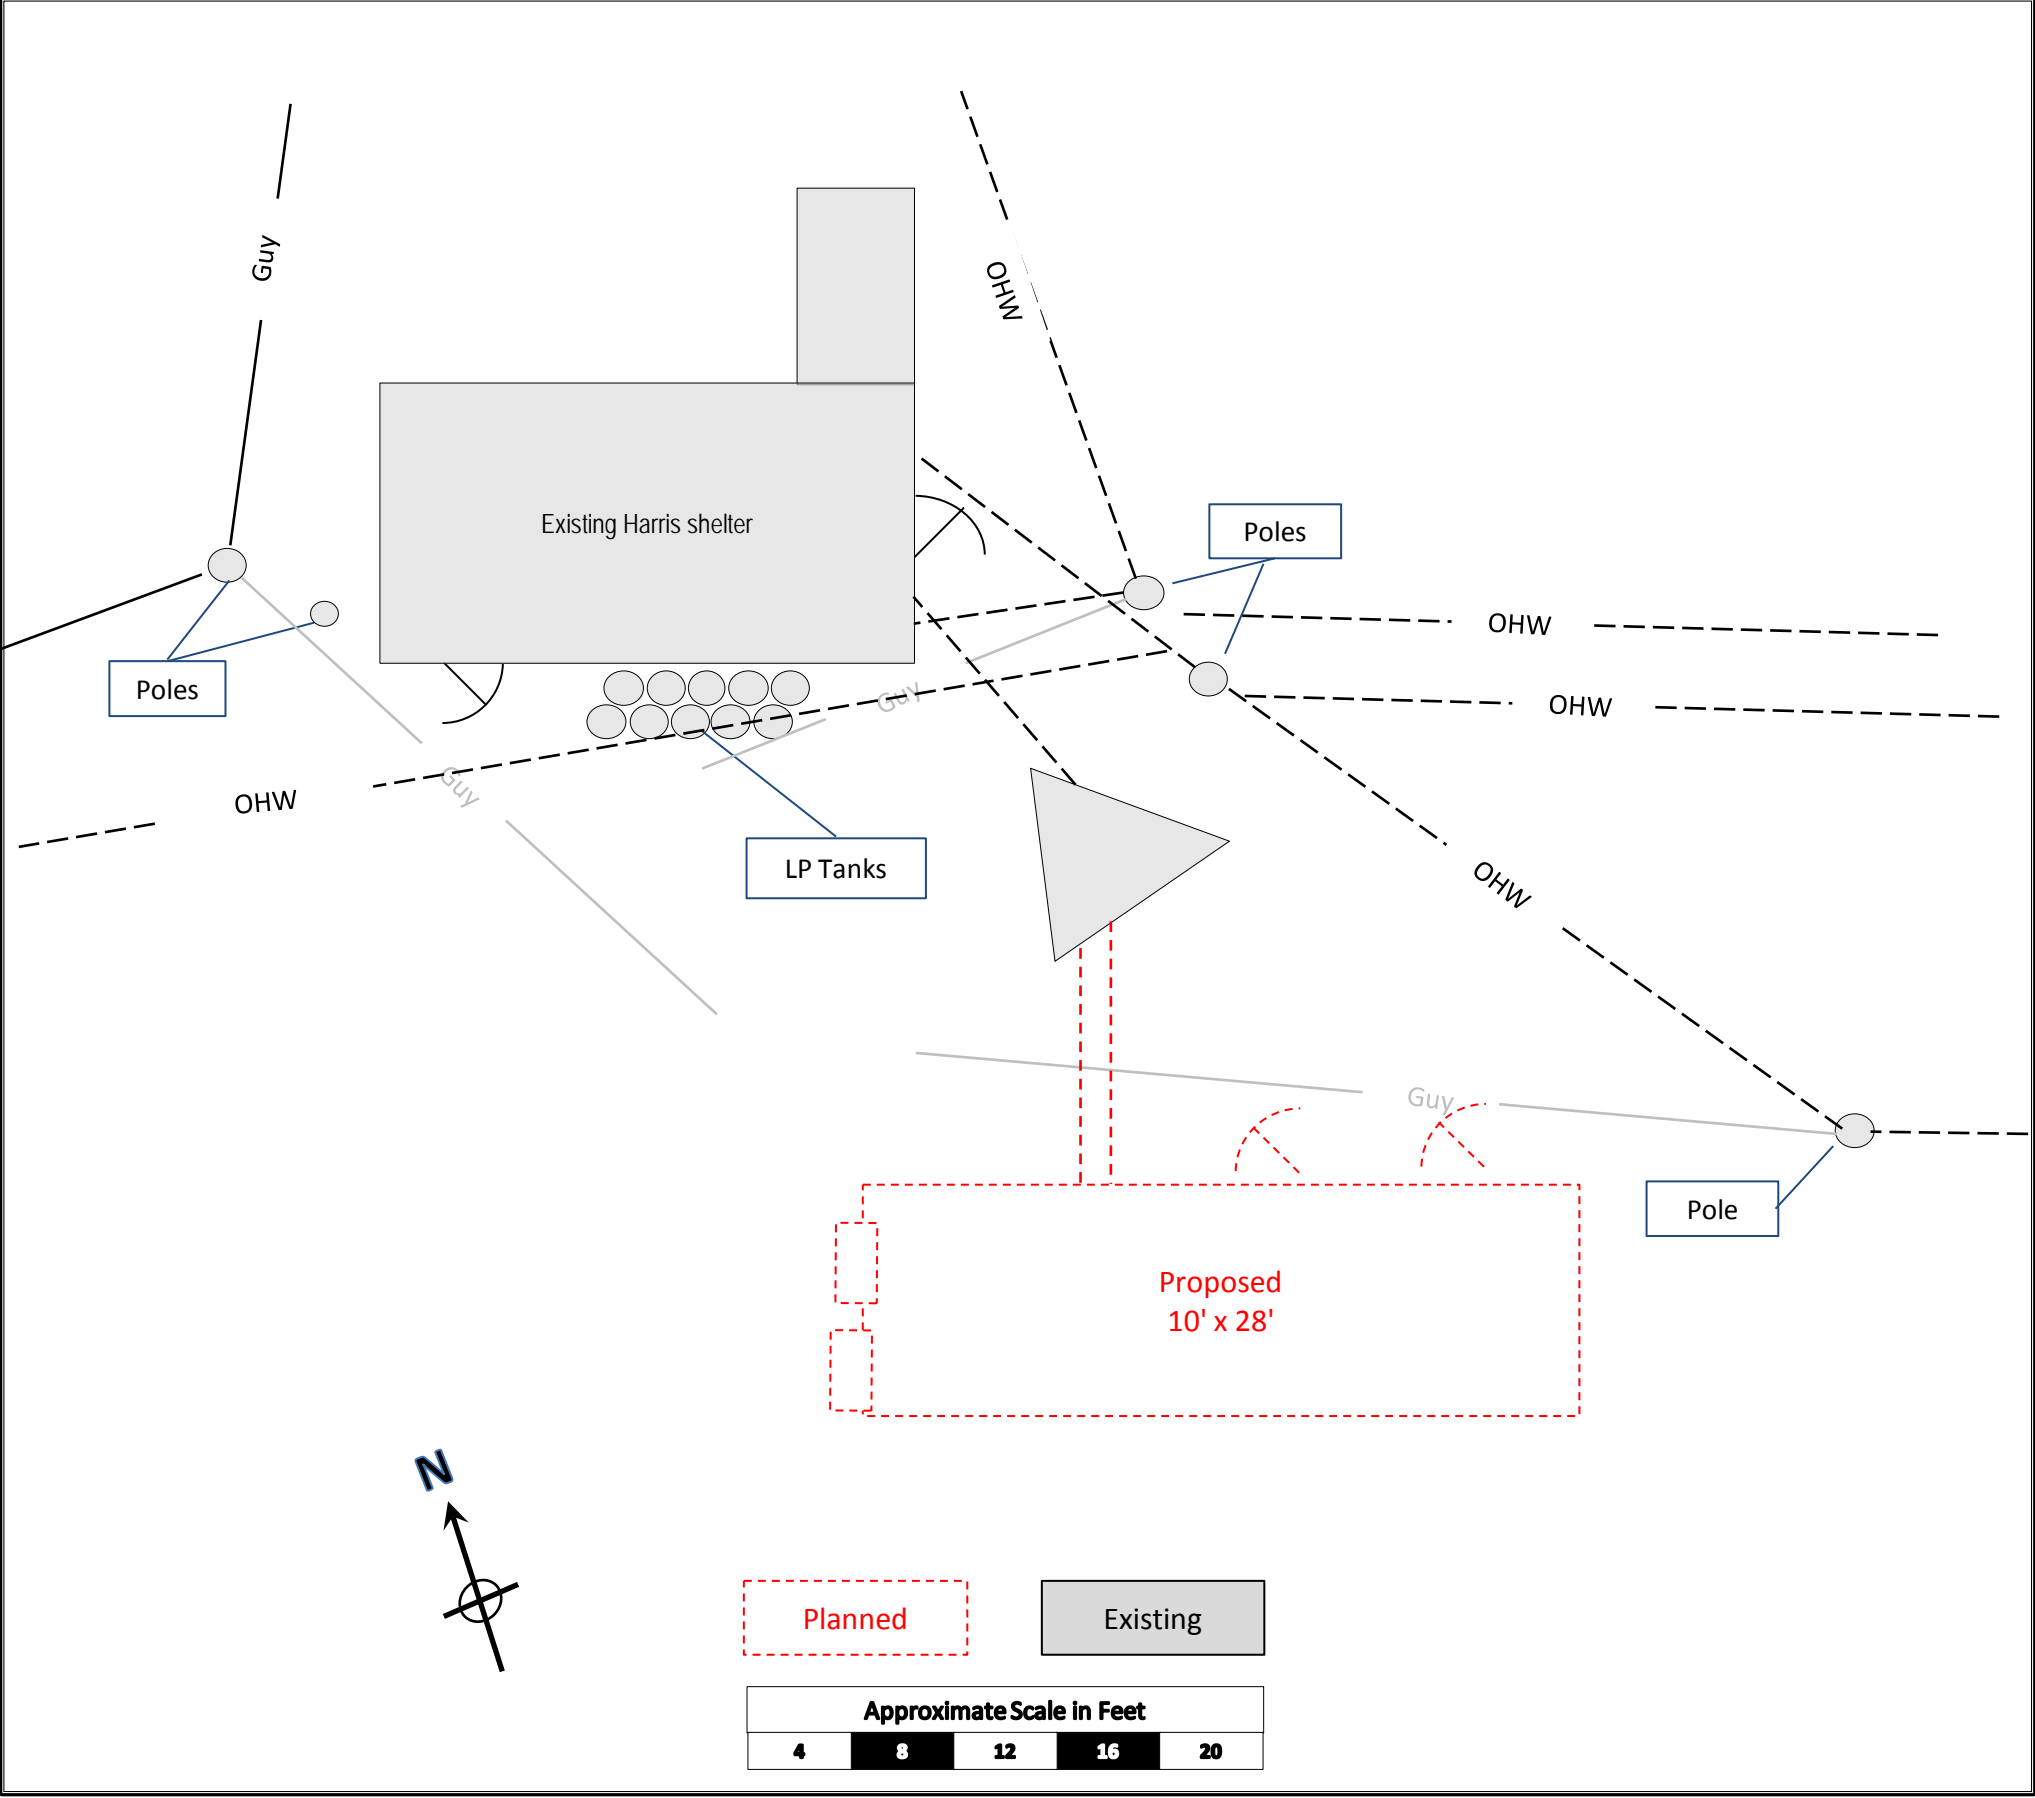 Guy
OHW
Existing Harris shelter
Poles
OHW
Poles
Guy
OHW
Guy
OHW
LP Tanks
OHW
Guy
Pole
Proposed
10' x 28'
N
Planned
Existing
Approximate Scale in Feet
4 8 12 16 20